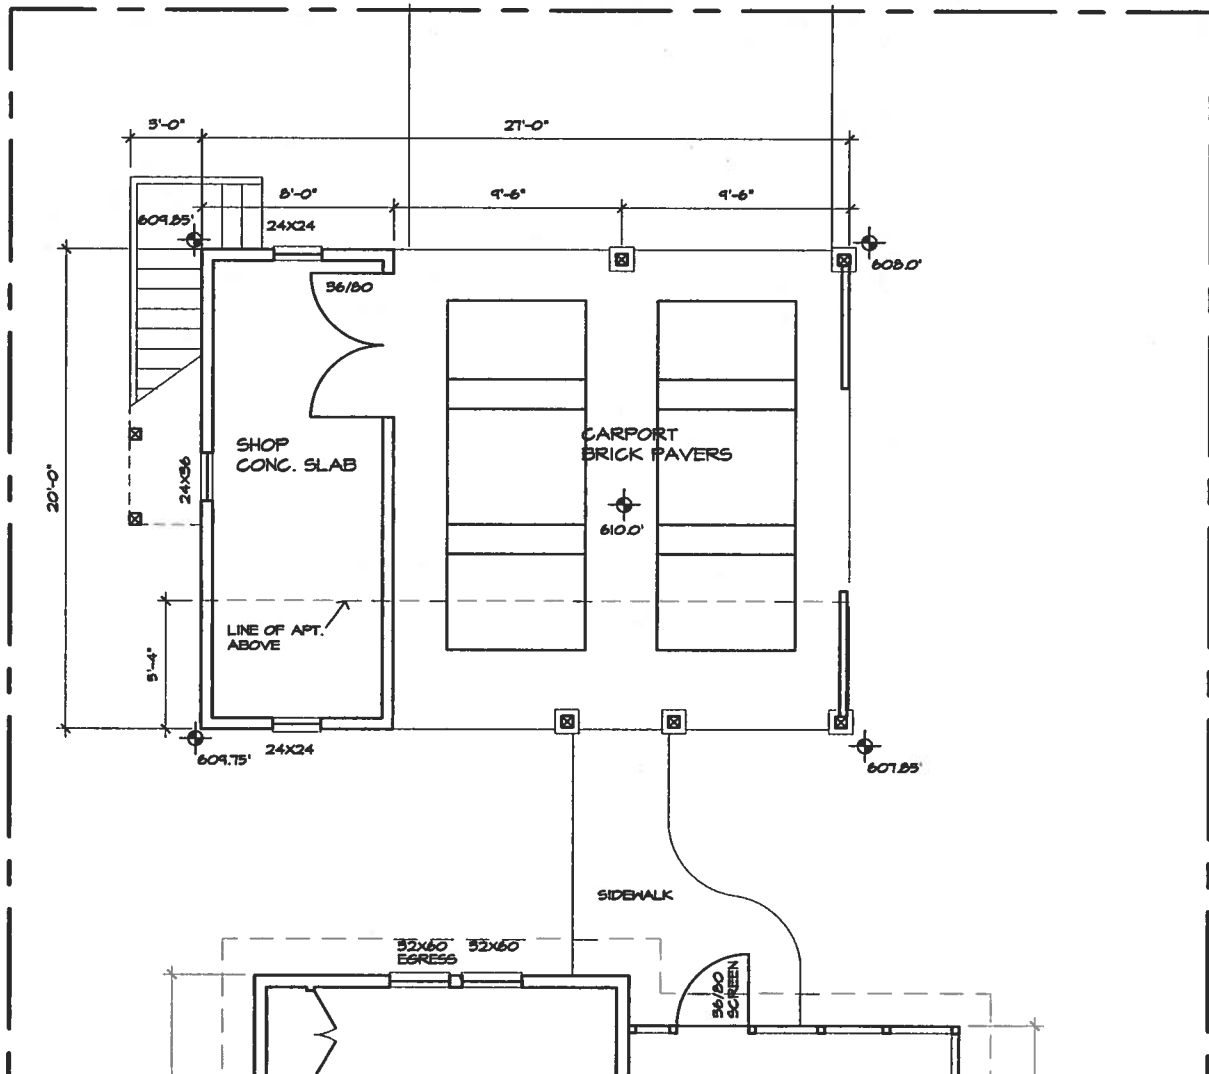 3'-0"
27'-0"
8'-0"
9'-6"
9'-6"
609.85'
24X24
608.0'
36/80
CARPORT
BRICK PAVERS
SHOP
CONC. SLAB
24X36
20'-0"
610.0'
LINE OF APT.
ABOVE
5'-4"
609.75'
24X24
607.85'
SIDEWALK
32X60
32X60
EGRESS
36/80
SCREEN